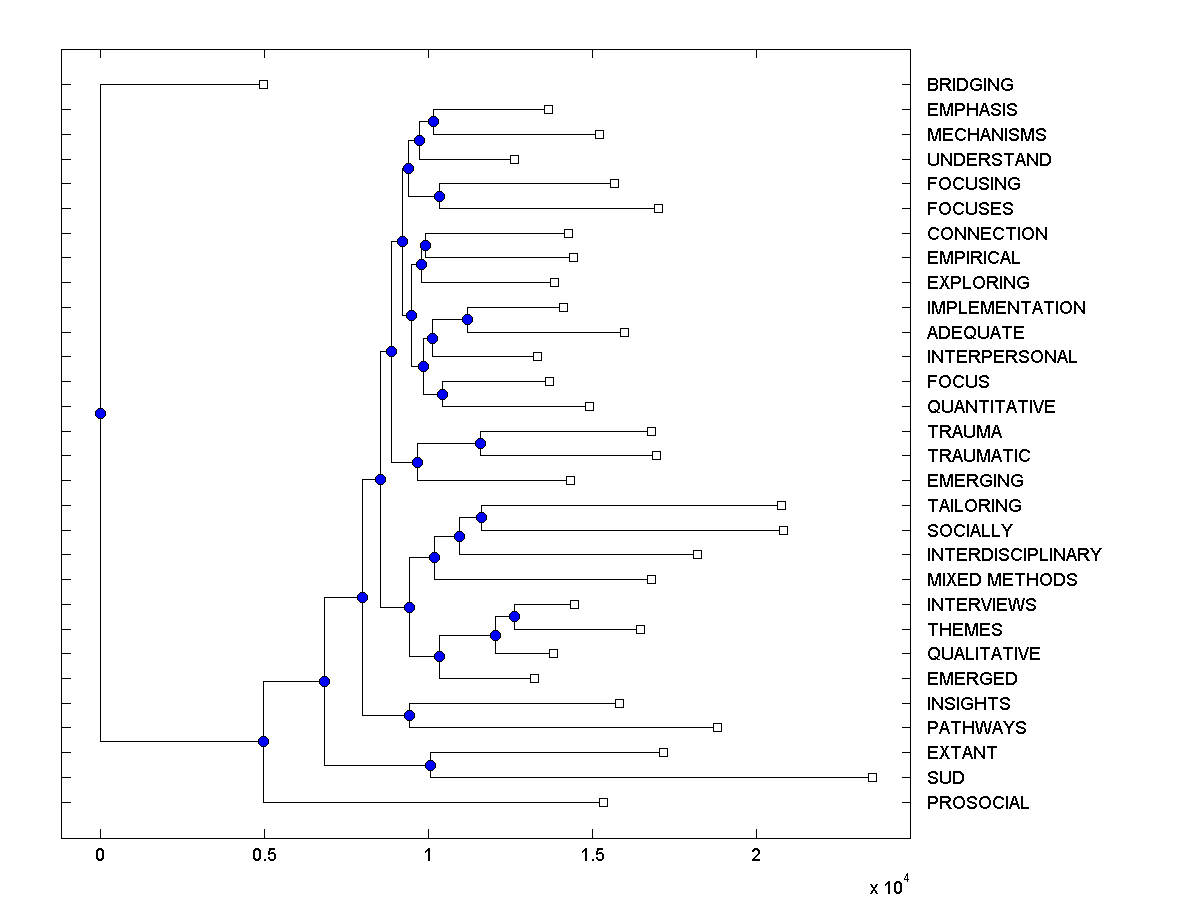 BRIDGING
EMPHASIS
MECHANISMS
UNDERSTAND
FOCUSING
FOCUSES
CONNECTION
EMPIRICAL
EXPLORING
IMPLEMENTATION
ADEQUATE
INTERPERSONAL
FOCUS
QUANTITATIVE
TRAUMA
TRAUMATIC
EMERGING
TAILORING
SOCIALLY
INTERDISCIPLINARY
MIXED METHODS
INTERVIEWS
THEMES
QUALITATIVE
EMERGED
INSIGHTS
PATHWAYS
EXTANT
SUD
PROSOCIAL
0 0.5 1 1.5 2
x 10^4